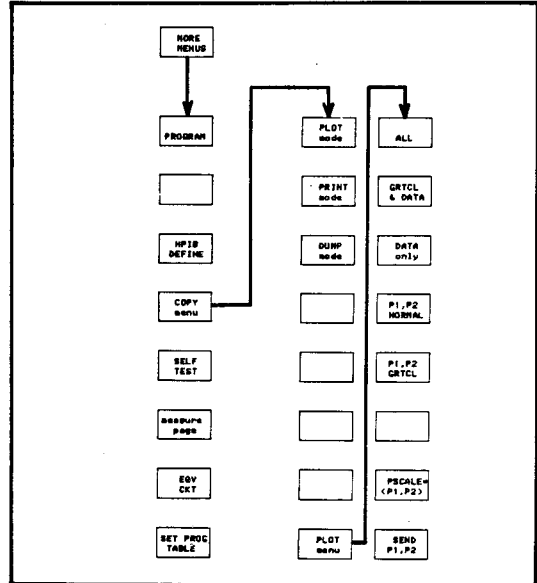 MORE
MENUS
PROGRAM
HPIB
DEFINE
COPY
menu
SELF
TEST
measure
page
EQV
CKT
SET PROG
TABLE
PLOT
mode
PRINT
mode
DUMP
mode
PLOT
menu
ALL
GRTCL
& DATA
DATA
only
P1,P2
NORMAL
P1,P2
GRTCL
PSCALE=
(P1,P2)
SEND
P1,P2